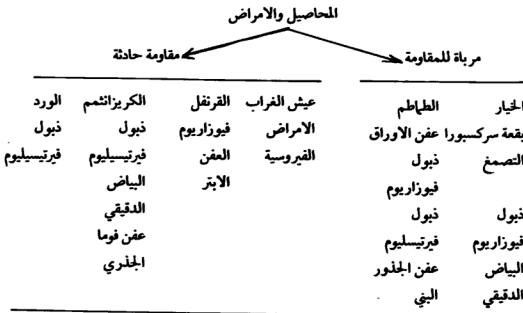 المحاصيل والامراض
مرباة للمقاومة مقاومة حادثة
الخيار الطماطم عيش الغراب القرنفل الكريزانثمم الورد
بقعة سركسبورا عفن الاوراق الامراض فيوزاريوم ذبول ذبول
التصمغ ذبول الفيروسية العفن فيرتيسيليوم فيرتيسيليوم
فيوزاريوم الابتر البياض
ذبول ذبول الدقيقي
فيوزاريوم فيرتسليوم عفن فوما
البياض عفن الجذور الجذري
الدقيقي البني